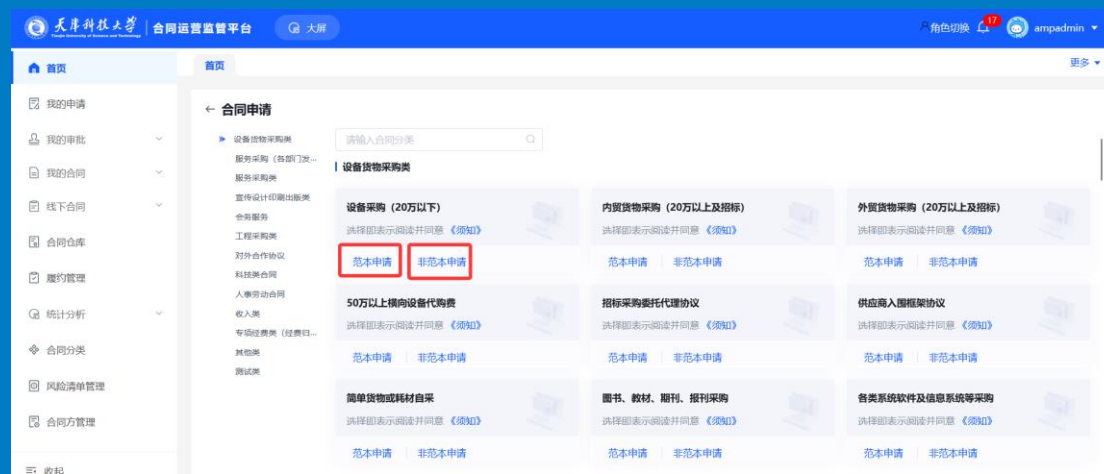 天津科技大学 合同运营监管平台 大屏 角色切换 17 ampadmin
Tianjin University of Science and Technology
首页
首页
更多
我的申请
我的审批
我的合同
线下合同
合同仓库
履约管理
统计分析
合同分类
风险清单管理
合同方管理
收起
← 合同申请
设备货物采购类
服务采购（各部门发...
服务采购类
宣传设计印刷出版类
会务服务
工程采购类
对外合作协议
科技类合同
人事劳动合同
收入类
专项经费类（经费归...
其他类
测试类
请输入合同分类
设备货物采购类
设备采购（20万以下）
选择即表示阅读并同意《须知》
范本申请 非范本申请
内贸货物采购（20万以上及招标）
选择即表示阅读并同意《须知》
范本申请 非范本申请
外贸货物采购（20万以上及招标）
选择即表示阅读并同意《须知》
范本申请 非范本申请
50万以上横向设备代购费
选择即表示阅读并同意《须知》
范本申请 非范本申请
招标采购委托代理协议
选择即表示阅读并同意《须知》
范本申请 非范本申请
供应商入围框架协议
选择即表示阅读并同意《须知》
范本申请 非范本申请
简单货物或耗材自采
选择即表示阅读并同意《须知》
范本申请 非范本申请
图书、教材、期刊、报刊采购
选择即表示阅读并同意《须知》
范本申请 非范本申请
各类系统软件及信息系统等采购
选择即表示阅读并同意《须知》
范本申请 非范本申请